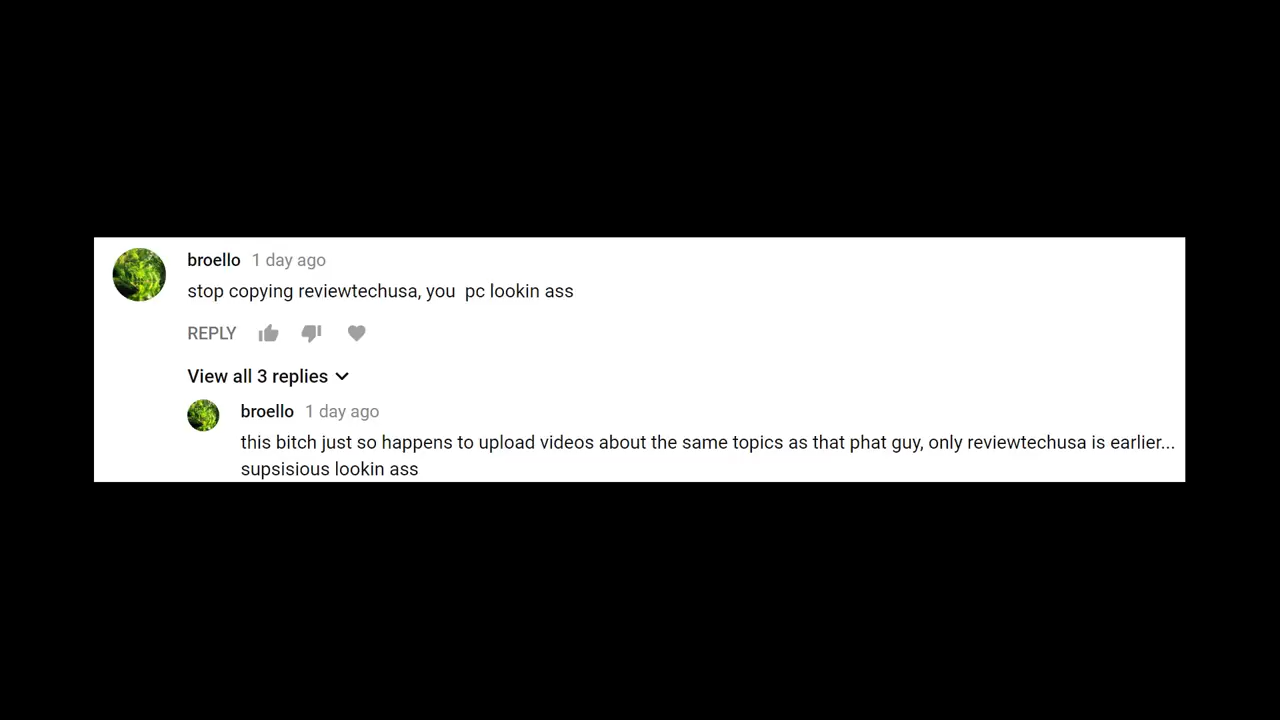 broello 1 day ago
stop copying reviewtechusa, you  pc lookin ass
REPLY
View all 3 replies
broello 1 day ago
this bitch just so happens to upload videos about the same topics as that phat guy, only reviewtechusa is earlier...
supsisious lookin ass